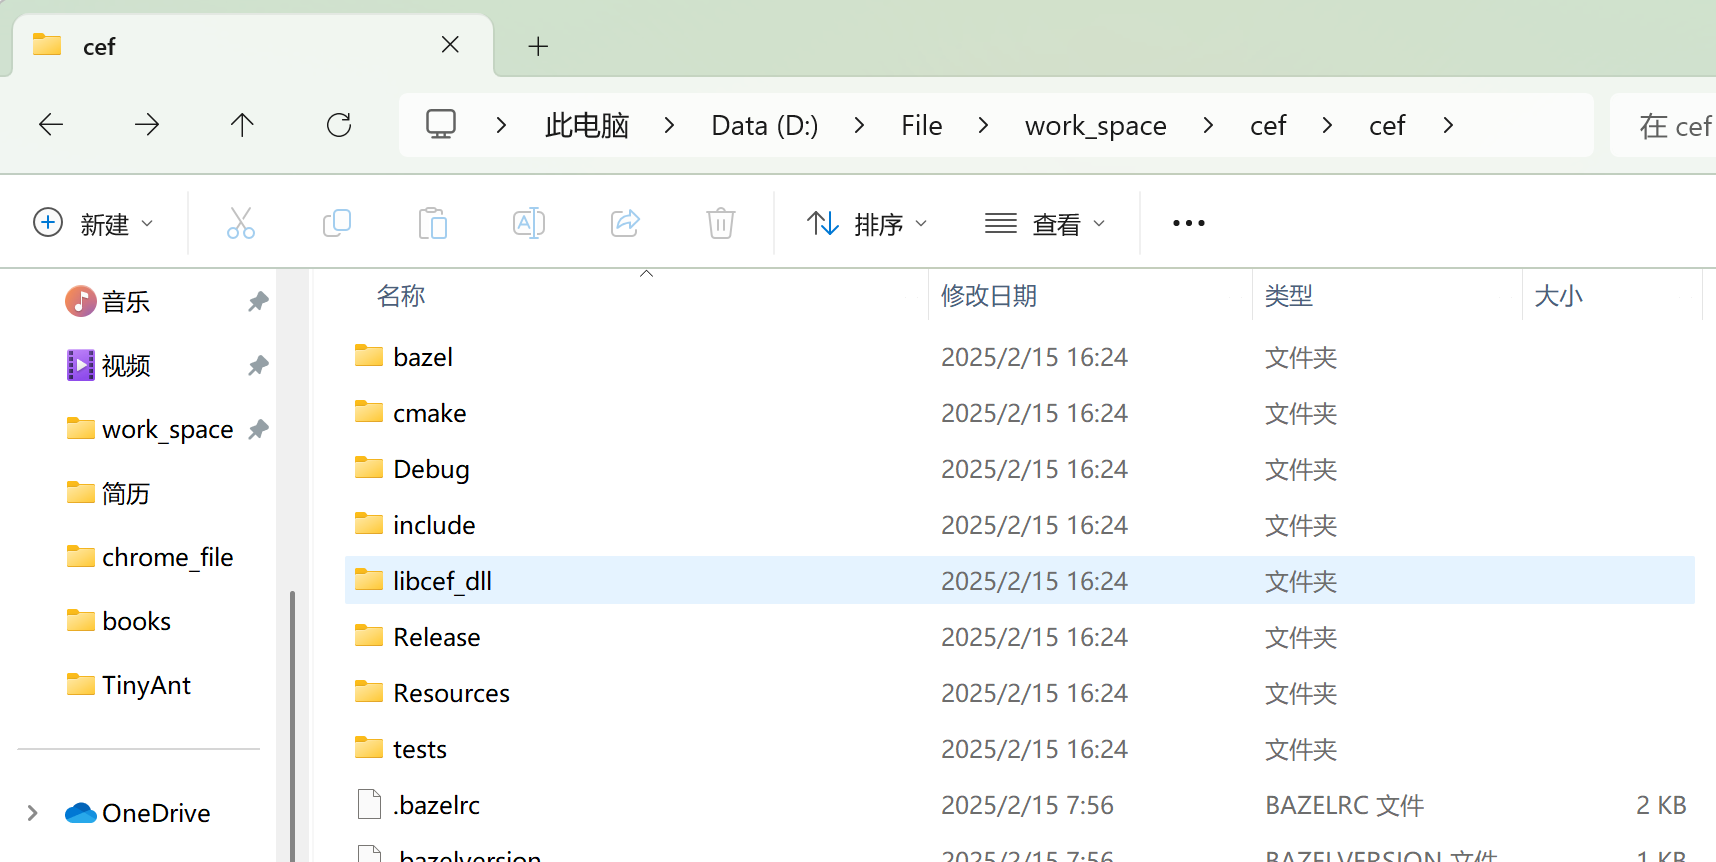 cef
此电脑 Data (D:) File work_space cef cef
在 cef
新建 排序 查看
音乐
视频
work_space
简历
chrome_file
books
TinyAnt
OneDrive
名称 修改日期 类型 大小
bazel 2025/2/15 16:24 文件夹
cmake 2025/2/15 16:24 文件夹
Debug 2025/2/15 16:24 文件夹
include 2025/2/15 16:24 文件夹
libcef_dll 2025/2/15 16:24 文件夹
Release 2025/2/15 16:24 文件夹
Resources 2025/2/15 16:24 文件夹
tests 2025/2/15 16:24 文件夹
.bazelrc 2025/2/15 7:56 BAZELRC 文件 2 KB
.bazelversion 2025/2/15 7:56 BAZELVERSION 文件 1 KB